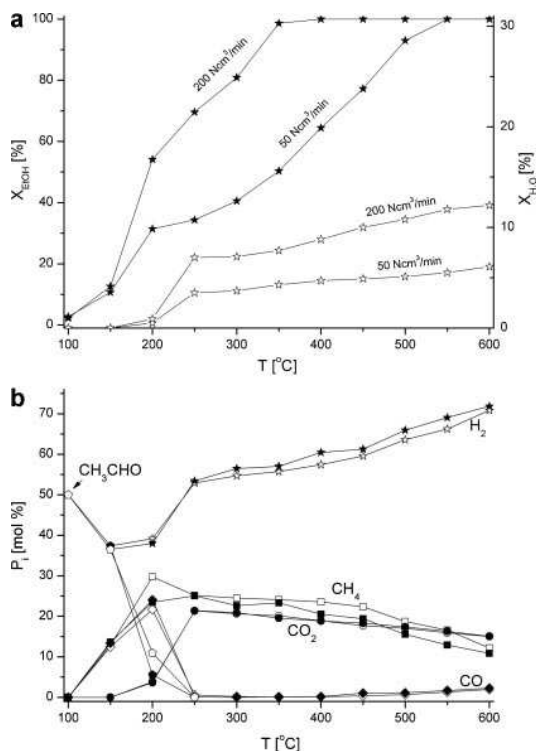 a
100
80
60
40
20
0
X_EtOH [%]
30
20
10
0
X_H2O [%]
200 Ncm³/min
50 Ncm³/min
200 Ncm³/min
50 Ncm³/min
100 200 300 400 500 600
T [°C]
b
70
60
50
40
30
20
10
0
P_i [mol %]
CH₃CHO
H₂
CH₄
CO₂
CO
100 200 300 400 500 600
T [°C]